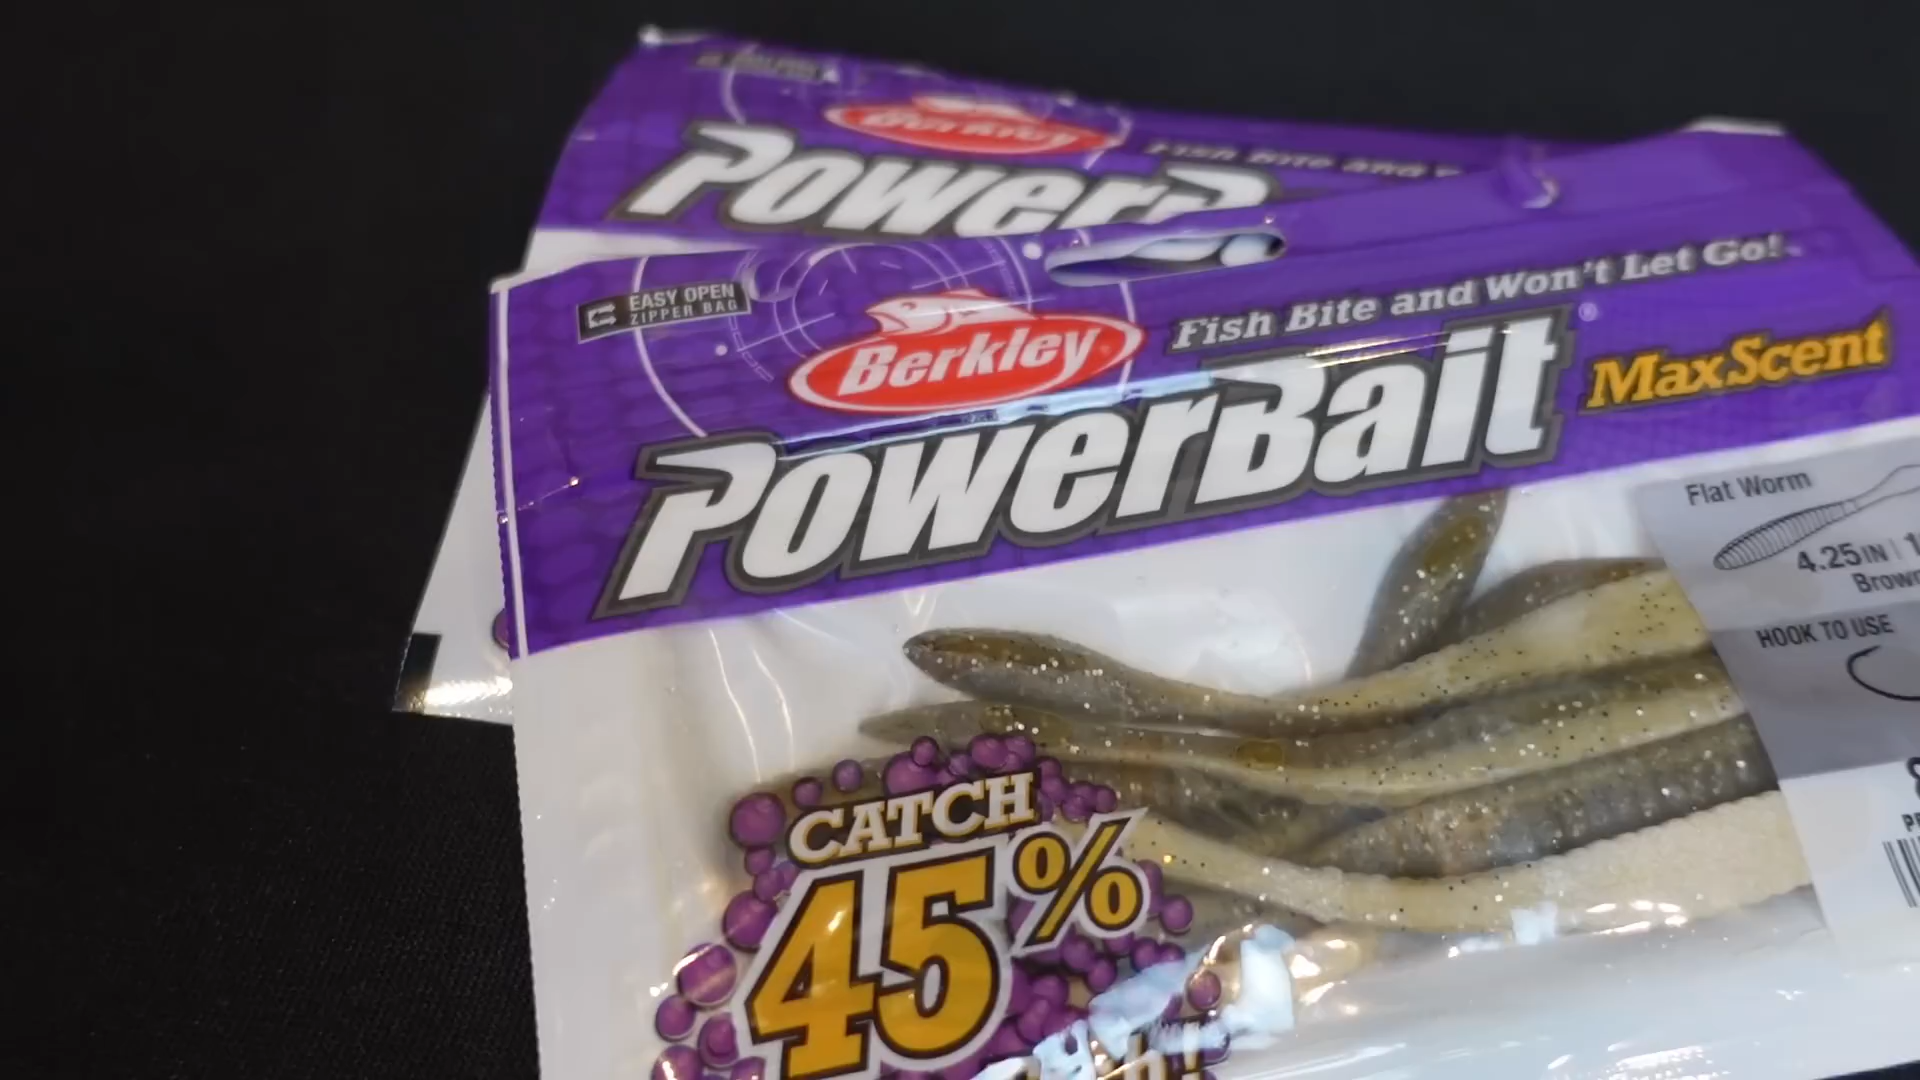 Berkley
Fish Bite and
Power
EASY OPEN
ZIPPER BAG
Berkley
Fish Bite and Won't Let Go!
PowerBait®
MaxScent
Flat Worm
4.25IN
HOOK TO USE
CATCH
45%